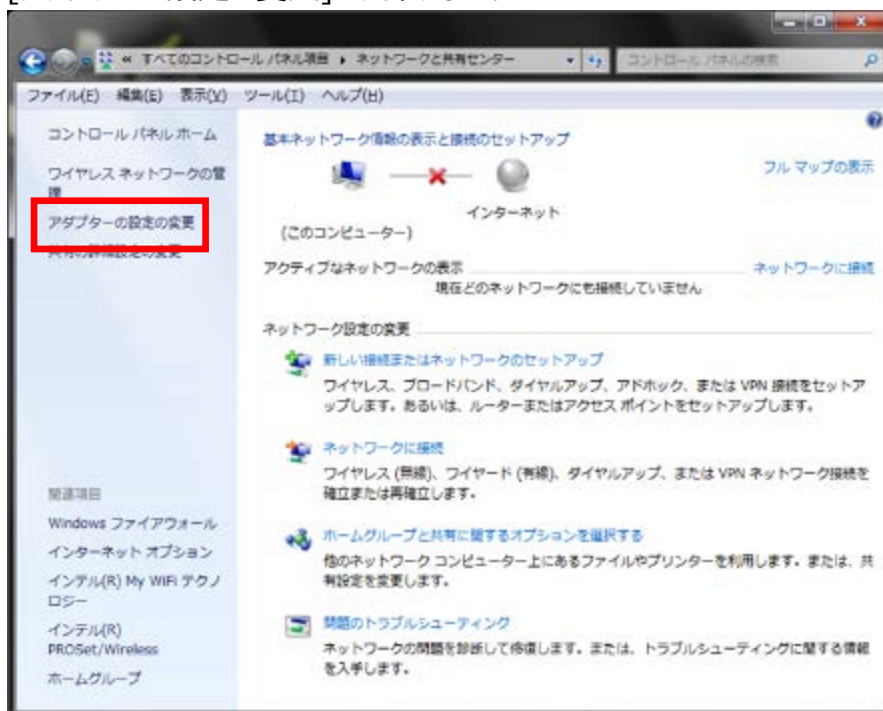 « すべてのコントロール パネル項目 ▸ ネットワークと共有センター
コントロール パネルの検索
ファイル(F) 編集(E) 表示(V) ツール(T) ヘルプ(H)
コントロール パネル ホーム
ワイヤレス ネットワークの管
理
アダプターの設定の変更
共有の詳細設定の変更
基本ネットワーク情報の表示と接続のセットアップ
フル マップの表示
インターネット
(このコンピューター)
アクティブなネットワークの表示
ネットワークに接続
現在どのネットワークにも接続していません
ネットワーク設定の変更
新しい接続またはネットワークのセットアップ
ワイヤレス、ブロードバンド、ダイヤルアップ、アドホック、または VPN 接続をセットア
ップします。あるいは、ルーターまたはアクセス ポイントをセットアップします。
ネットワークに接続
ワイヤレス (無線)、ワイヤード (有線)、ダイヤルアップ、または VPN ネットワーク接続を
確立または再確立します。
ホームグループと共有に関するオプションを選択する
他のネットワーク コンピューター上にあるファイルやプリンターを利用します。または、共
有設定を変更します。
問題のトラブルシューティング
ネットワークの問題を診断して修復します。または、トラブルシューティングに関する情報
を入手します。
関連項目
Windows ファイアウォール
インターネット オプション
インテル(R) My WiFi テクノ
ロジー
インテル(R)
PROSet/Wireless
ホームグループ